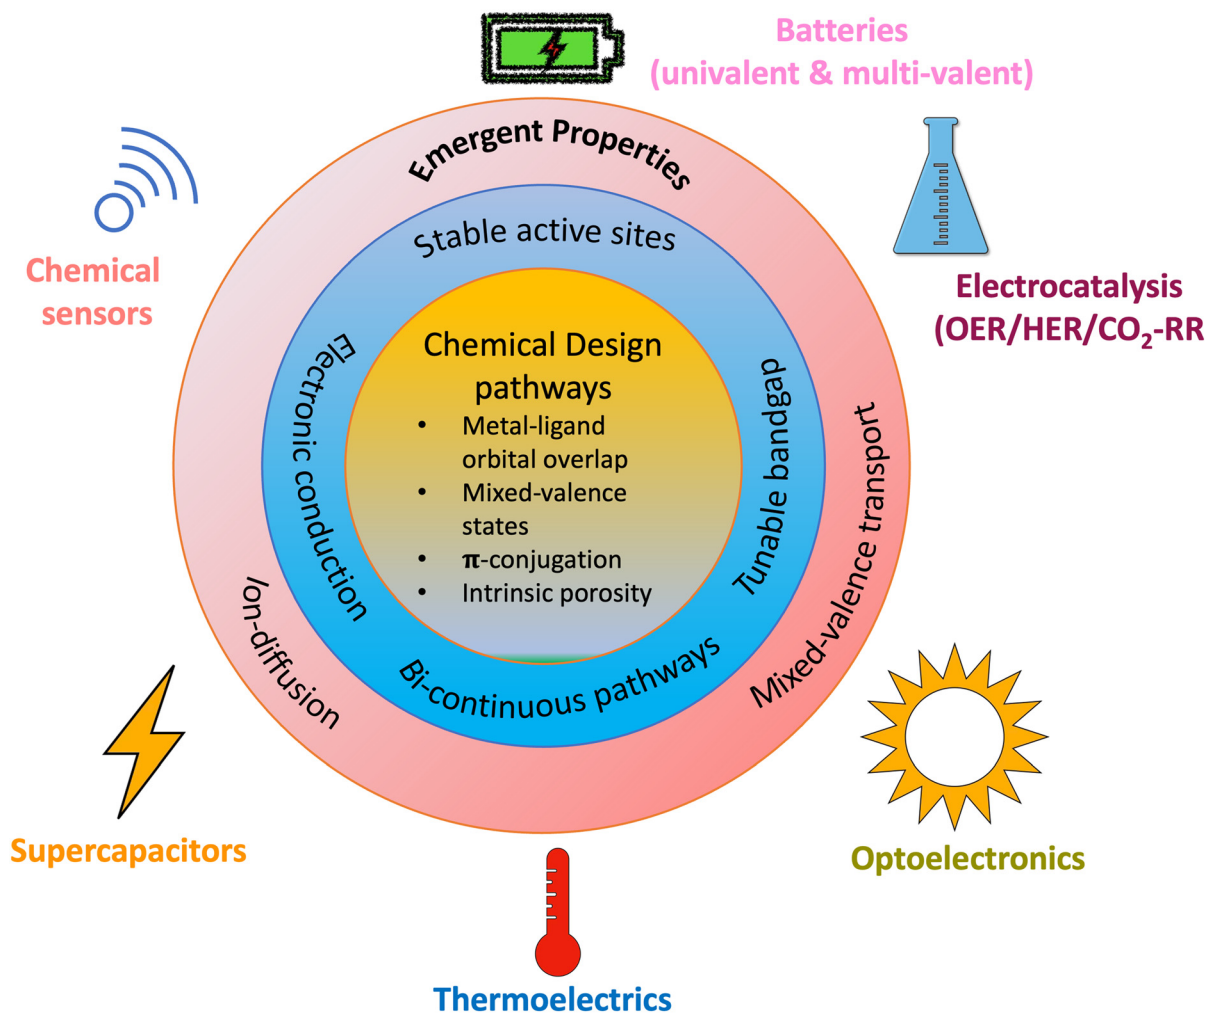 Batteries
(univalent & multi-valent)
Emergent Properties
Stable active sites
Chemical
sensors
Electrocatalysis
(OER/HER/CO₂-RR
Chemical Design
pathways
• Metal-ligand
orbital overlap
• Mixed-valence
states
• π-conjugation
• Intrinsic porosity
Electronic conduction
Tunable bandgap
Mixed-valence transport
Ion-diffusion
Bi-continuous pathways
Supercapacitors
Optoelectronics
Thermoelectrics